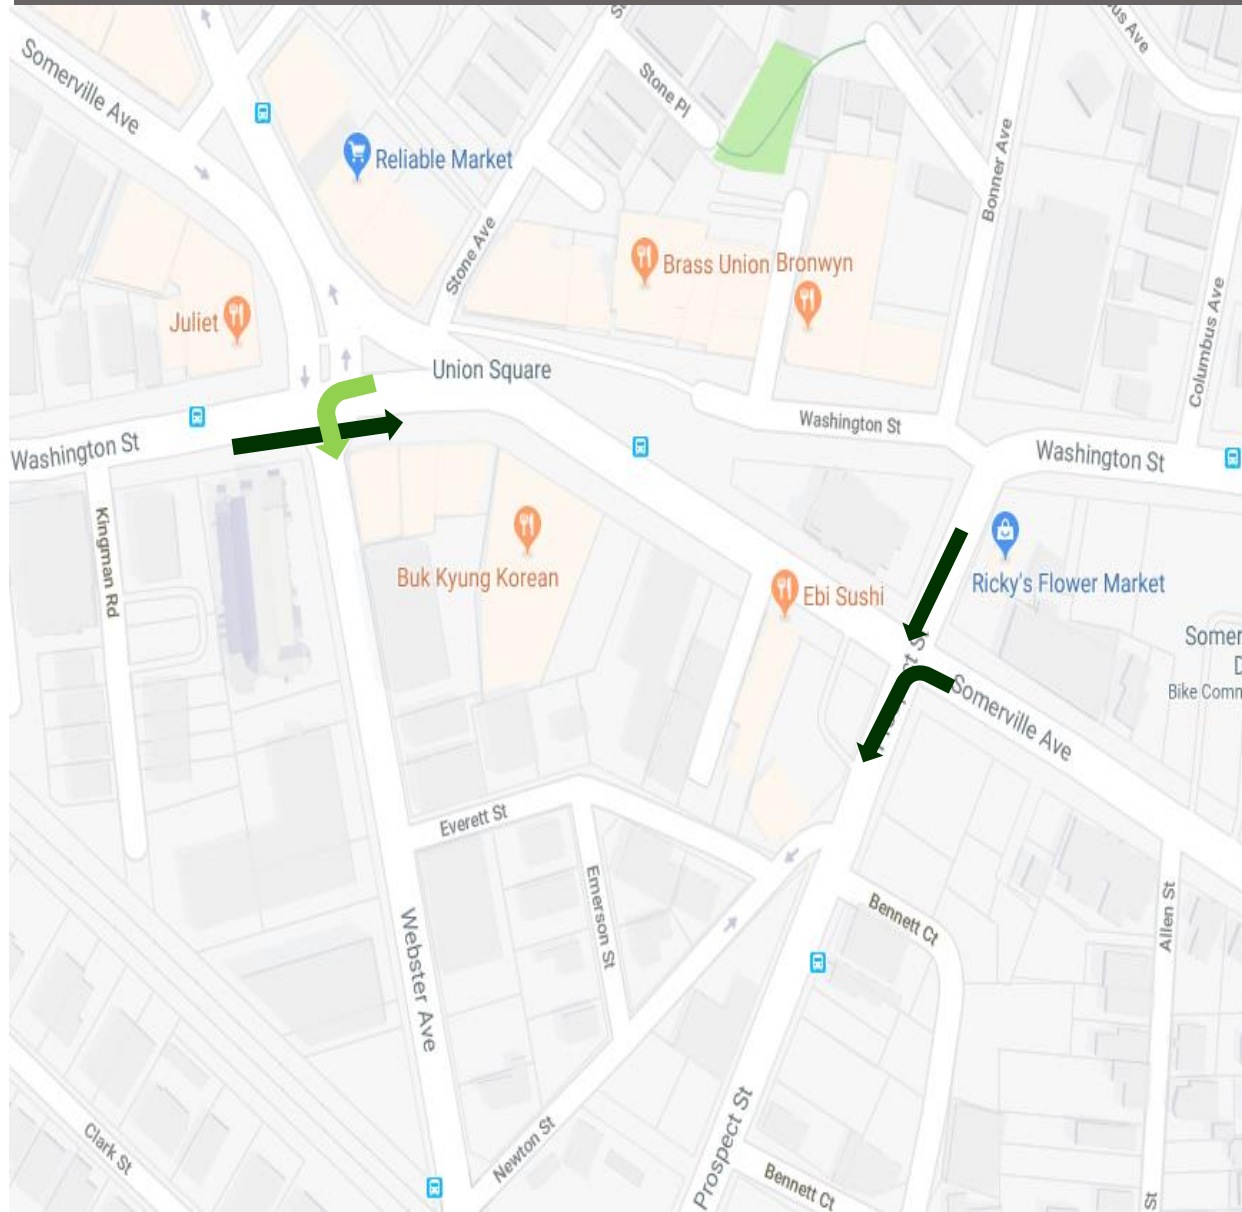 Somerville Ave
Reliable Market
Stone Pl
Bonner Ave
Stone Ave
Brass Union
Bronwyn
Columbus Ave
Juliet
Union Square
Washington St
Washington St
Washington St
Kingman Rd
Buk Kyung Korean
Ebi Sushi
Ricky's Flower Market
Somer
D
Bike Comm
Somerville Ave
Everett St
Emerson St
Webster Ave
Bennett Ct
Allen St
Clark St
Newton St
Prospect St
Bennett Ct
St